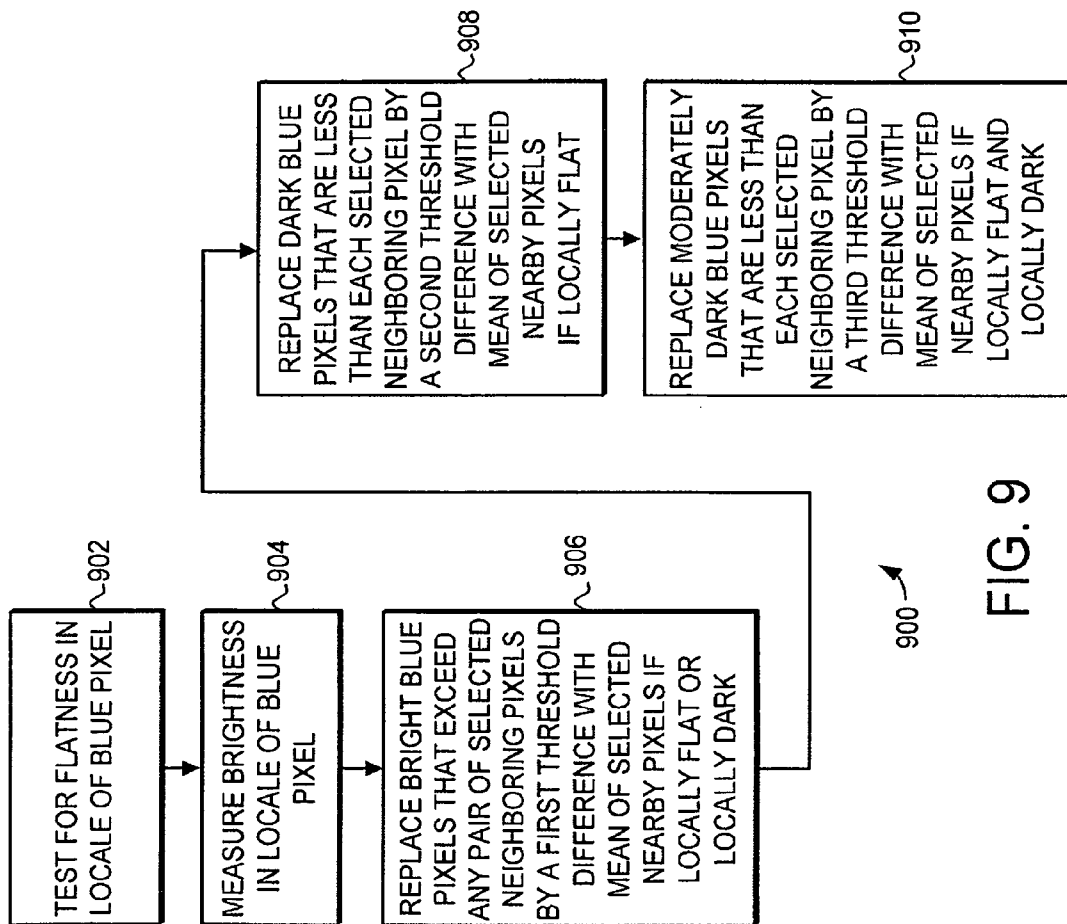 TEST FOR FLATNESS IN
LOCALE OF BLUE PIXEL
902
MEASURE BRIGHTNESS
IN LOCALE OF BLUE
PIXEL
904
REPLACE BRIGHT BLUE
PIXELS THAT EXCEED
ANY PAIR OF SELECTED
NEIGHBORING PIXELS
BY A FIRST THRESHOLD
DIFFERENCE WITH
MEAN OF SELECTED
NEARBY PIXELS IF
LOCALLY FLAT OR
LOCALLY DARK
906
REPLACE DARK BLUE
PIXELS THAT ARE LESS
THAN EACH SELECTED
NEIGHBORING PIXEL BY
A SECOND THRESHOLD
DIFFERENCE WITH
MEAN OF SELECTED
NEARBY PIXELS
IF LOCALLY FLAT
908
REPLACE MODERATELY
DARK BLUE PIXELS
THAT ARE LESS THAN
EACH SELECTED
NEIGHBORING PIXEL BY
A THIRD THRESHOLD
DIFFERENCE WITH
MEAN OF SELECTED
NEARBY PIXELS IF
LOCALLY FLAT AND
LOCALLY DARK
910
900
FIG. 9